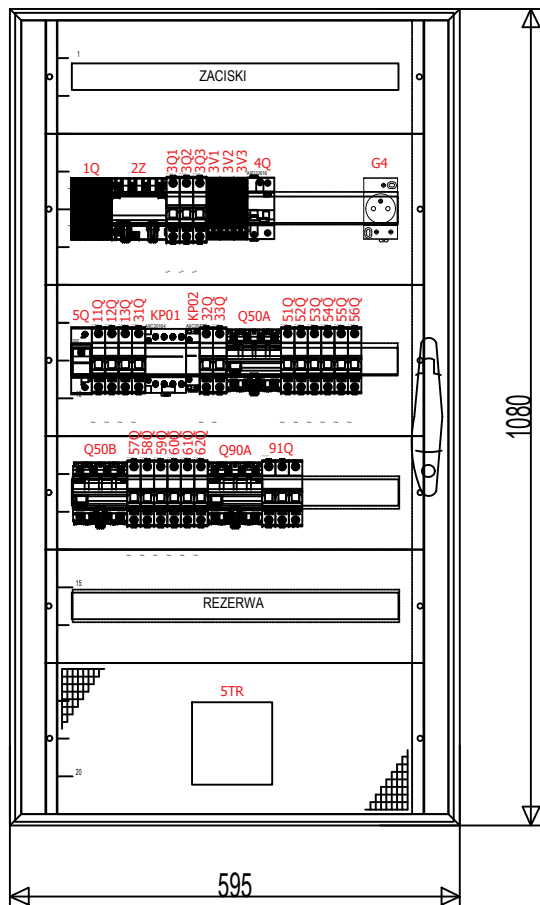 1
ZACISKI
1Q 2Z 3Q1 3Q2 3Q3 3V1 3V2 3V3 4Q G4
5Q 11Q 12Q 13Q 31Q KP01 KP02 32Q 33Q Q50A 51Q 52Q 53Q 54Q 55Q 56Q
Q50B 57Q 58Q 59Q 60Q 61Q 62Q Q90A 91Q
15
REZERWA
5TR
20
1080
595